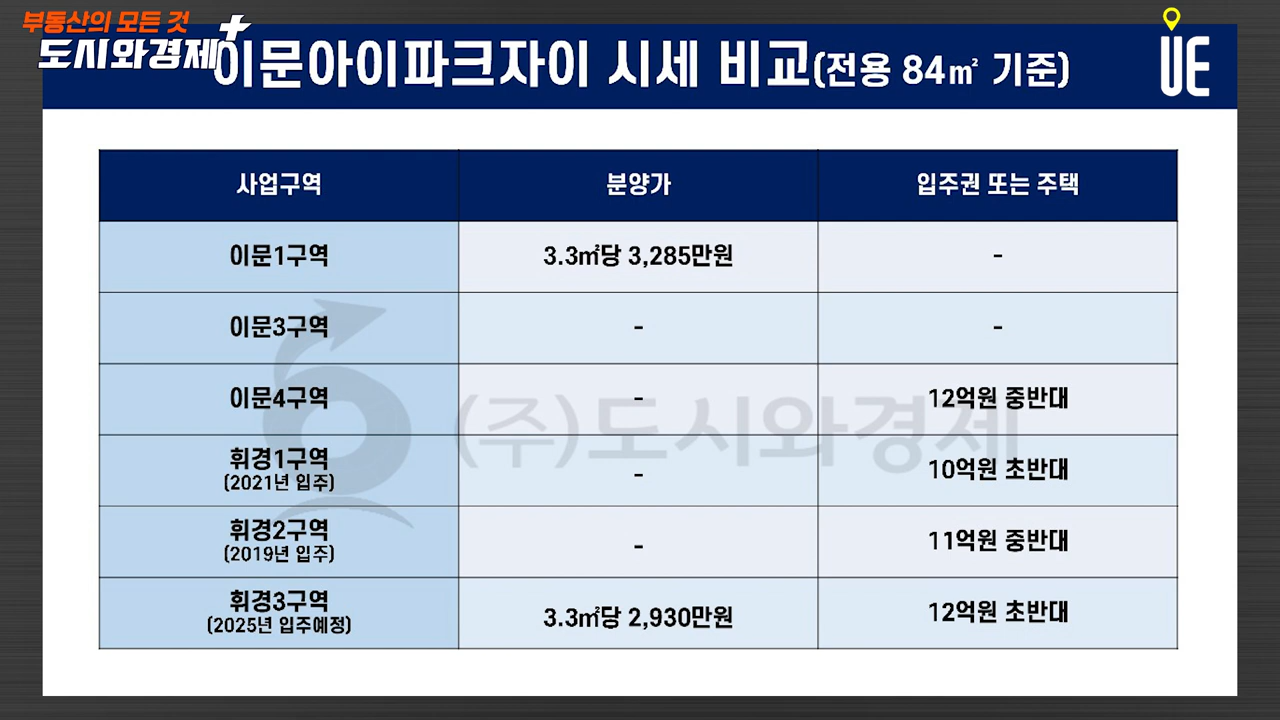 부동산의 모든 것
도시와경제+
이문아이파크자이 시세 비교(전용 84㎡ 기준)
UE
사업구역 분양가 입주권 또는 주택
이문1구역 3.3㎡당 3,285만원 -
이문3구역 - -
이문4구역 - 12억원 중반대
(주)도시와경제
휘경1구역
(2021년 입주) - 10억원 초반대
휘경2구역
(2019년 입주) - 11억원 중반대
휘경3구역
(2025년 입주예정) 3.3㎡당 2,930만원 12억원 초반대